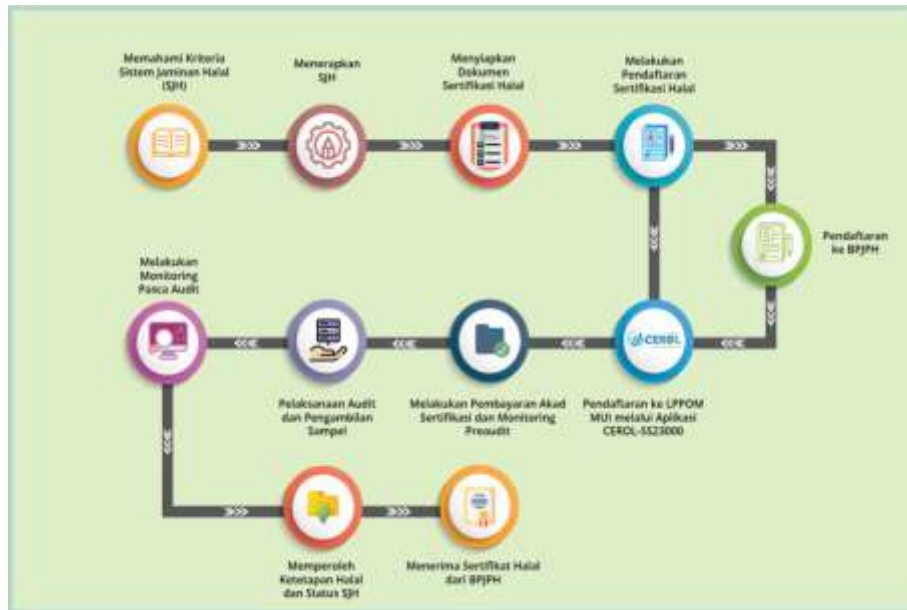 Memahami Kriteria
Sistem Jaminan Halal
(SJH)
Menerapkan
SJH
Menyiapkan
Dokumen
Sertifikasi Halal
Melakukan
Pendaftaran
Sertifikasi Halal
Pendaftaran
ke BPJPH
Melakukan
Monitoring
Pasca Audit
CEROL
Pelaksanaan Audit
dan Pengambilan
Sampel
Melakukan Pembayaran Akad
Sertifikasi dan Monitoring
Preaudit
Pendaftaran ke LPPOM
MUI melalui Aplikasi
CEROL-SS23000
Memperoleh
Ketetapan Halal
dan Status SJH
Menerima Sertifikat Halal
dari BPJPH